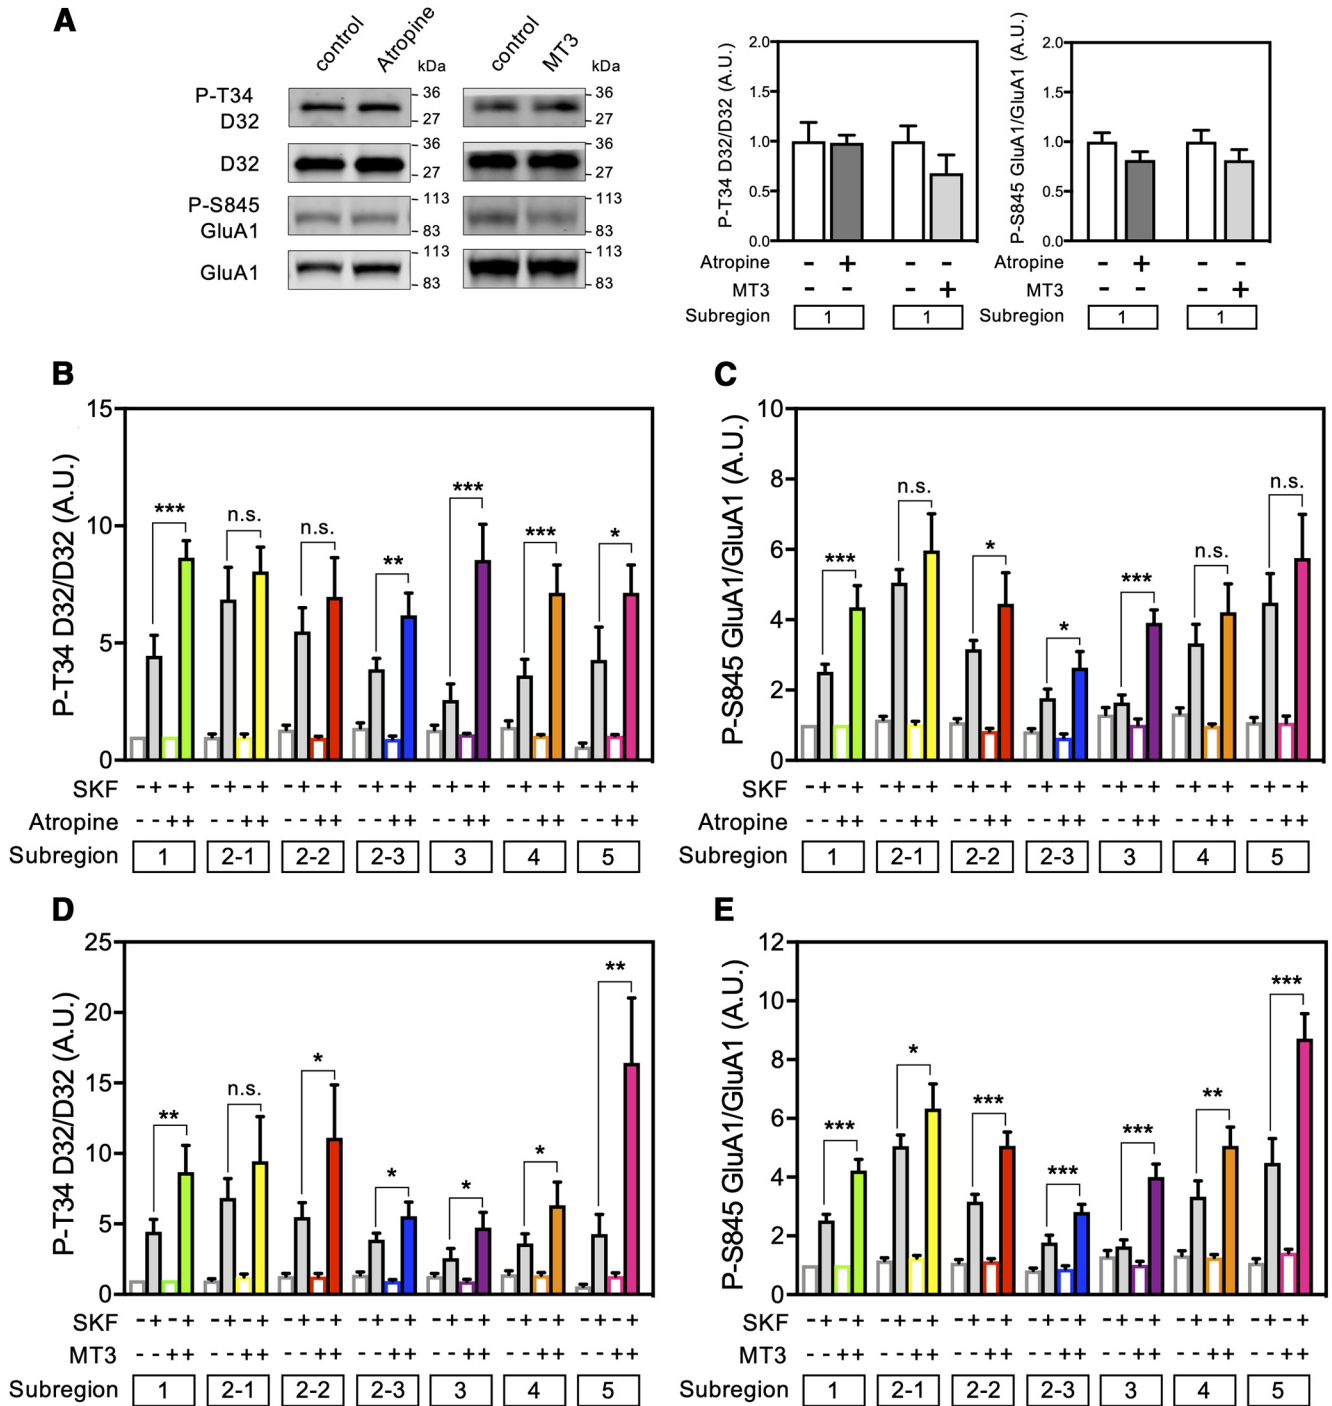 A
control Atropine kDa control MT3 kDa
P-T34 D32
36
27
36
27
D32
36
27
36
27
P-S845 GluA1
113
83
113
83
GluA1
113
83
113
83
P-T34 D32/D32 (A.U.)
2.0
1.5
1.0
0.5
0.0
Atropine - + - -
MT3 - - - +
Subregion 1 1
P-S845 GluA1/GluA1 (A.U.)
2.0
1.5
1.0
0.5
0.0
Atropine - + - -
MT3 - - - +
Subregion 1 1
B
P-T34 D32/D32 (A.U.)
15
10
5
0
*** n.s. n.s. ** *** *** *
SKF -+-+ -+-+ -+-+ -+-+ -+-+ -+-+ -+-+
Atropine --++ --++ --++ --++ --++ --++ --++
Subregion 1 2-1 2-2 2-3 3 4 5
C
P-S845 GluA1/GluA1 (A.U.)
10
8
6
4
2
0
*** n.s. * * *** n.s. n.s.
SKF -+-+ -+-+ -+-+ -+-+ -+-+ -+-+ -+-+
Atropine --++ --++ --++ --++ --++ --++ --++
Subregion 1 2-1 2-2 2-3 3 4 5
D
P-T34 D32/D32 (A.U.)
25
20
15
10
5
0
** n.s. * * * * **
SKF -+-+ -+-+ -+-+ -+-+ -+-+ -+-+ -+-+
MT3 --++ --++ --++ --++ --++ --++ --++
Subregion 1 2-1 2-2 2-3 3 4 5
E
P-S845 GluA1/GluA1 (A.U.)
12
10
8
6
4
2
0
*** * *** *** *** ** ***
SKF -+-+ -+-+ -+-+ -+-+ -+-+ -+-+ -+-+
MT3 --++ --++ --++ --++ --++ --++ --++
Subregion 1 2-1 2-2 2-3 3 4 5